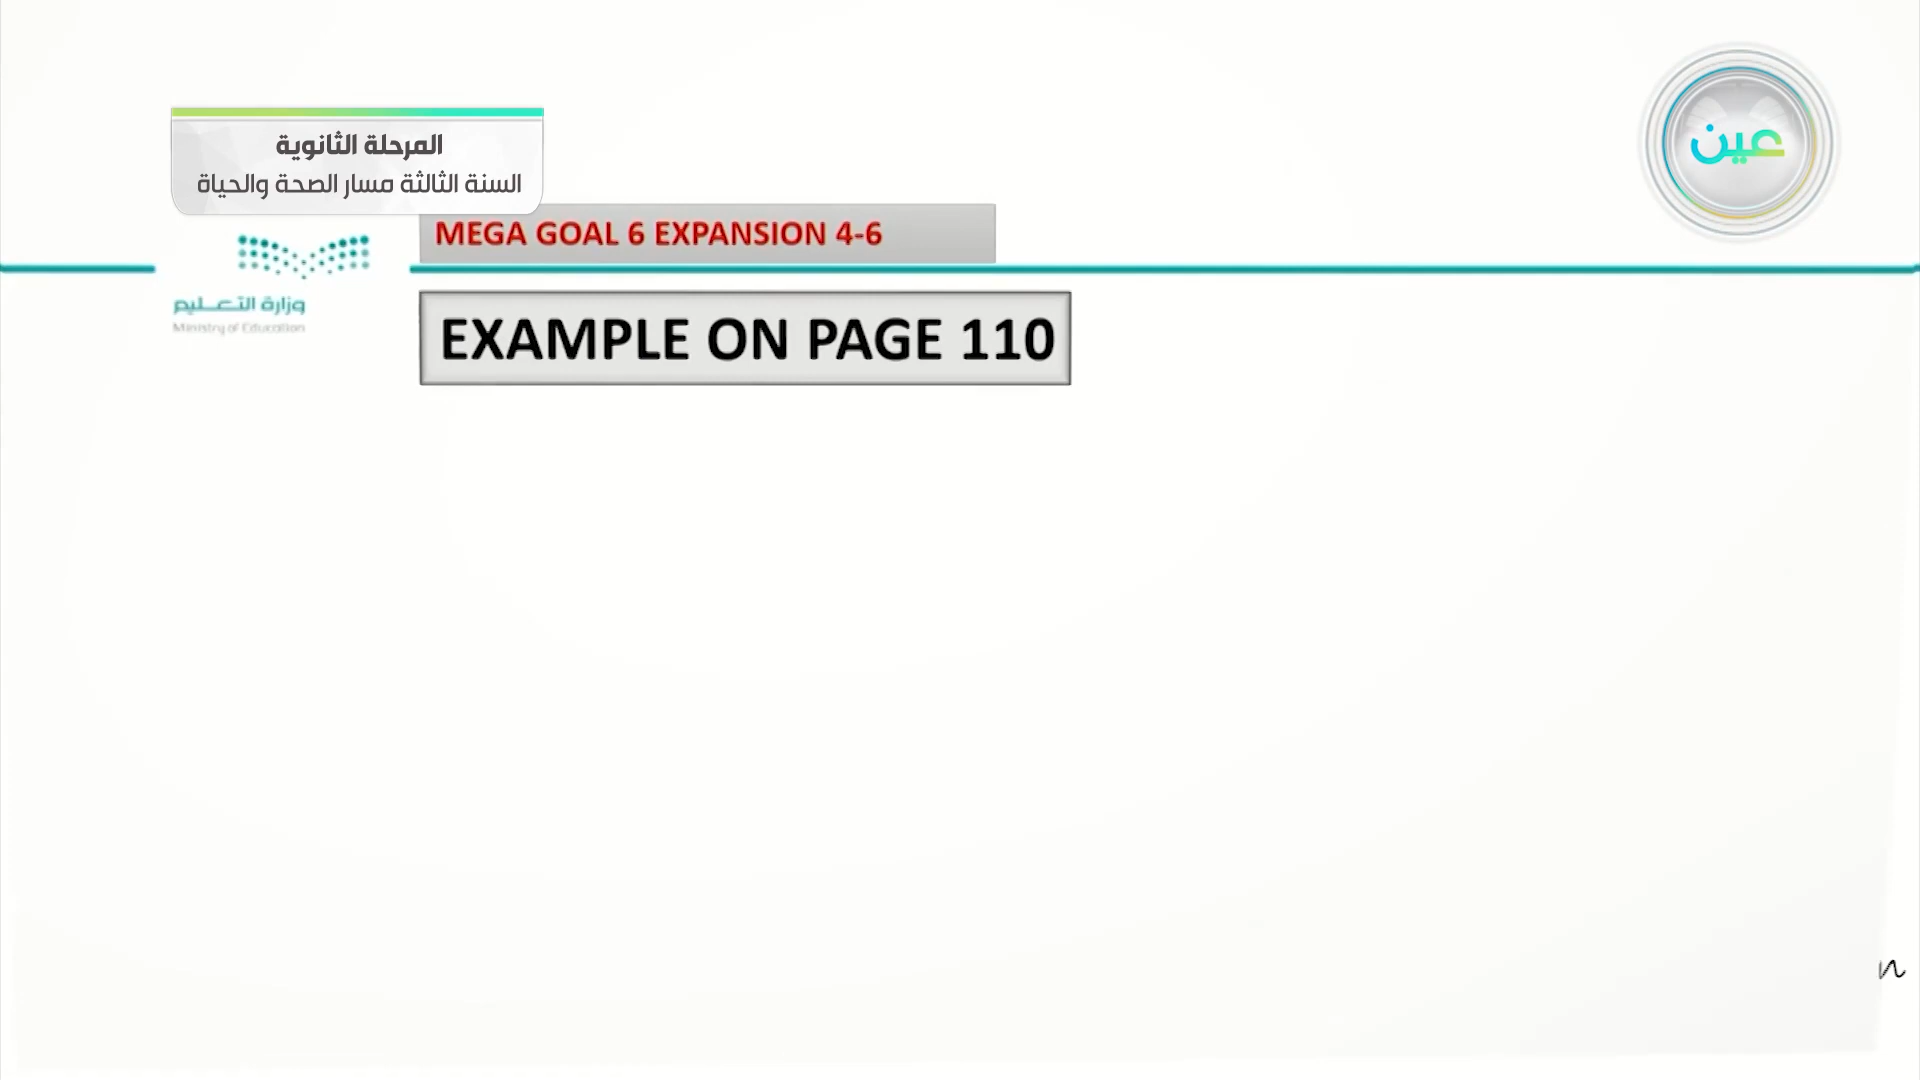 المرحلة الثانوية
السنة الثالثة مسار الصحة والحياة
عين
MEGA GOAL 6 EXPANSION 4-6
وزارة التعليم
Ministry of Education
EXAMPLE ON PAGE 110
n